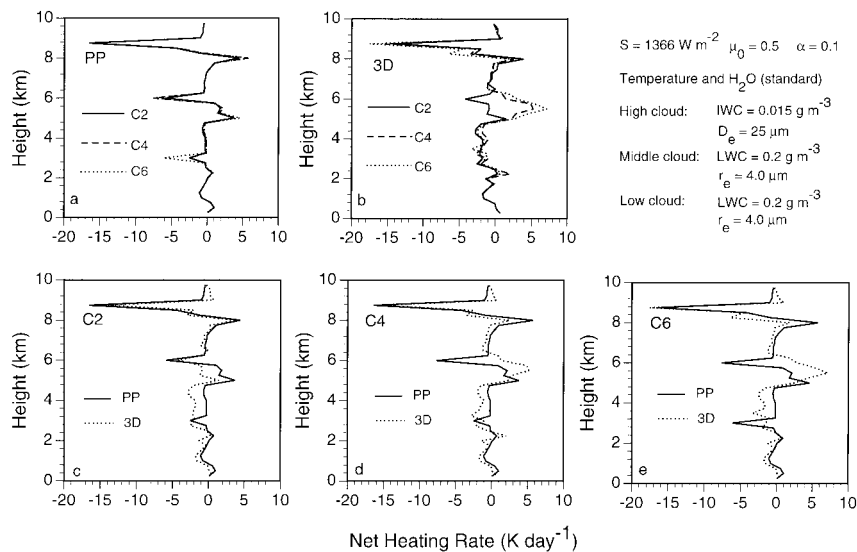 10
8
6
4
2
0
Height (km)
PP
C2
C4
C6
a
-20 -15 -10 -5 0 5 10
10
8
6
4
2
0
Height (km)
3D
C2
C4
C6
b
-20 -15 -10 -5 0 5 10
S = 1366 W m⁻² μ₀ = 0.5 α = 0.1
Temperature and H₂O (standard)
High cloud: IWC = 0.015 g m⁻³
Dₑ = 25 μm
Middle cloud: LWC = 0.2 g m⁻³
rₑ = 4.0 μm
Low cloud: LWC = 0.2 g m⁻³
rₑ = 4.0 μm
10
8
6
4
2
0
Height (km)
C2
PP
3D
c
-20 -15 -10 -5 0 5 10
10
8
6
4
2
0
Height (km)
C4
PP
3D
d
-20 -15 -10 -5 0 5 10
10
8
6
4
2
0
Height (km)
C6
PP
3D
e
-20 -15 -10 -5 0 5 10
Net Heating Rate (K day⁻¹)